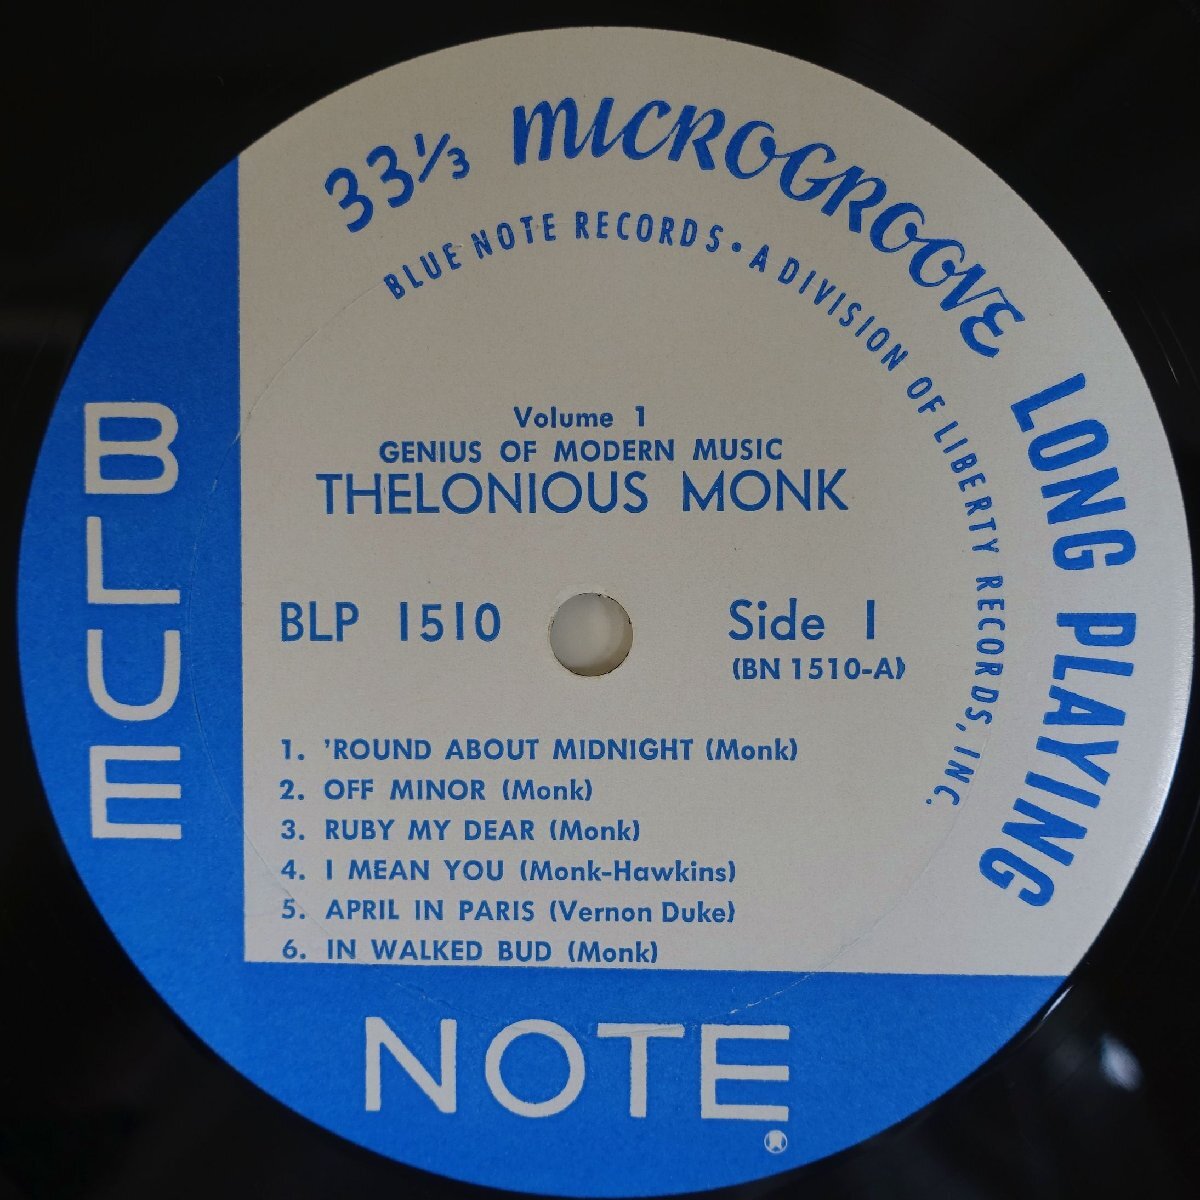 33 1/3 MICROGROOVE LONG PLAYING
BLUE NOTE RECORDS • A DIVISION OF LIBERTY RECORDS, INC.
Volume 1
GENIUS OF MODERN MUSIC
THELONIOUS MONK
BLP 1510
Side 1
(BN 1510-A)
1. 'ROUND ABOUT MIDNIGHT (Monk)
2. OFF MINOR (Monk)
3. RUBY MY DEAR (Monk)
4. I MEAN YOU (Monk-Hawkins)
5. APRIL IN PARIS (Vernon Duke)
6. IN WALKED BUD (Monk)
BLUE
NOTE
®